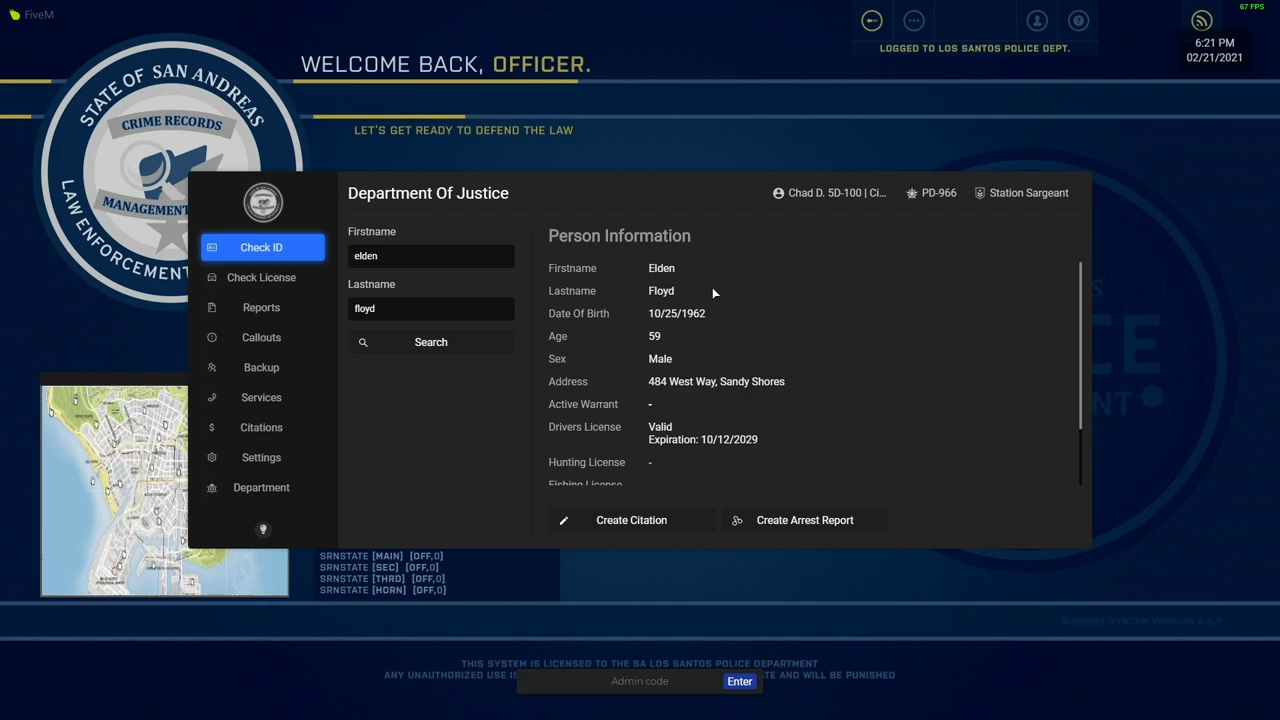 FiveM
67 FPS
LOGGED TO LOS SANTOS POLICE DEPT.
6:21 PM
02/21/2021
WELCOME BACK, OFFICER.
LET'S GET READY TO DEFEND THE LAW
STATE OF SAN ANDREAS
CRIME RECORDS
MANAGEMENT
LAW ENFORCEMENT
Department Of Justice
Chad D. 5D-100 | Ci...
PD-966
Station Sargeant
Check ID
Check License
Reports
Callouts
Backup
Services
Citations
Settings
Department
Firstname
elden
Lastname
floyd
Search
Person Information
Firstname Elden
Lastname Floyd
Date Of Birth 10/25/1962
Age 59
Sex Male
Address 484 West Way, Sandy Shores
Active Warrant -
Drivers License Valid
Expiration: 10/12/2029
Hunting License -
Fishing License
Create Citation
Create Arrest Report
SRNSTATE [MAIN] [OFF,0]
SRNSTATE [SEC] [OFF,0]
SRNSTATE [THRD] [OFF,0]
SRNSTATE [HORN] [OFF,0]
THIS SYSTEM IS LICENSED TO THE SA LOS SANTOS POLICE DEPARTMENT
ANY UNAUTHORIZED USE IS
TE AND WILL BE PUNISHED
Admin code
Enter